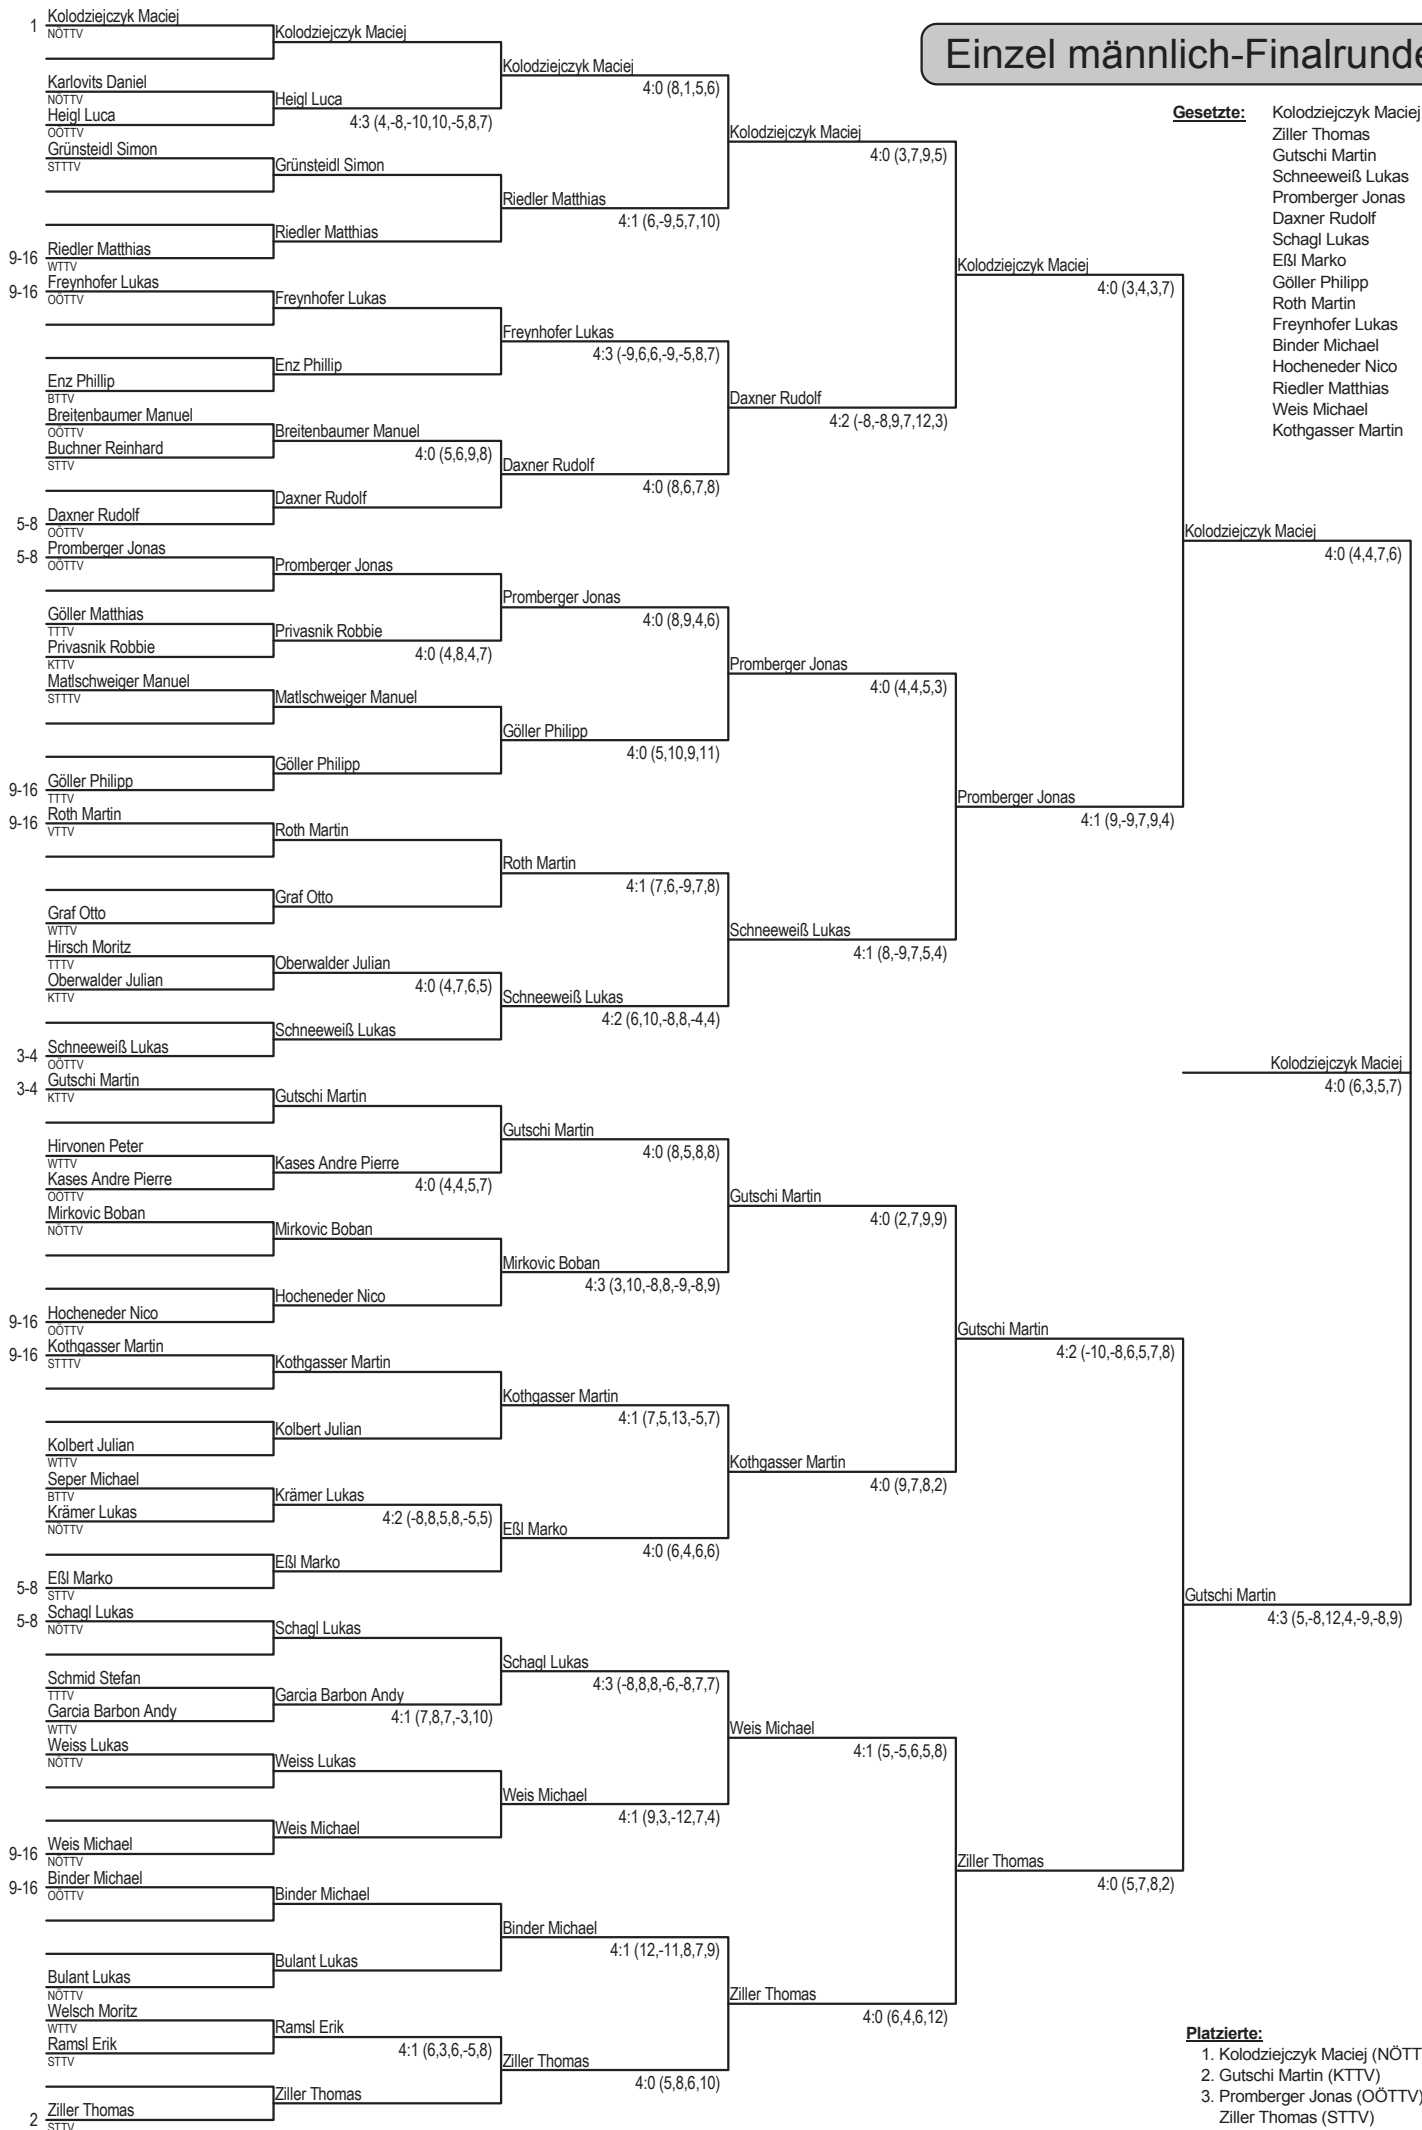 Einzel männlich-Finalrunde
Gesetzte: Kolodziejczyk Maciej
Ziller Thomas
Gutschi Martin
Schneeweiß Lukas
Promberger Jonas
Daxner Rudolf
Schagl Lukas
Eßl Marko
Göller Philipp
Roth Martin
Freynhofer Lukas
Binder Michael
Hocheneder Nico
Riedler Matthias
Weis Michael
Kothgasser Martin
1 Kolodziejczyk Maciej
NÖTTV
Karlovits Daniel
NÖTTV
Heigl Luca
OÖTTV
Grünsteidl Simon
STTTV
9-16 Riedler Matthias
WTTV
9-16 Freynhofer Lukas
OÖTTV
Enz Phillip
BTTV
Breitenbaumer Manuel
OÖTTV
Buchner Reinhard
STTV
5-8 Daxner Rudolf
OÖTTV
5-8 Promberger Jonas
OÖTTV
Göller Matthias
TTTV
Privasnik Robbie
KTTV
Matlschweiger Manuel
STTTV
9-16 Göller Philipp
TTTV
9-16 Roth Martin
VTTV
Graf Otto
WTTV
Hirsch Moritz
TTTV
Oberwalder Julian
KTTV
3-4 Schneeweiß Lukas
OÖTTV
3-4 Gutschi Martin
KTTV
Hirvonen Peter
WTTV
Kases Andre Pierre
OÖTTV
Mirkovic Boban
NÖTTV
9-16 Hocheneder Nico
OÖTTV
9-16 Kothgasser Martin
STTTV
Kolbert Julian
WTTV
Seper Michael
BTTV
Krämer Lukas
NÖTTV
5-8 Eßl Marko
STTV
5-8 Schagl Lukas
NÖTTV
Schmid Stefan
TTTV
Garcia Barbon Andy
WTTV
Weiss Lukas
NÖTTV
9-16 Weis Michael
NÖTTV
9-16 Binder Michael
OÖTTV
Bulant Lukas
NÖTTV
Welsch Moritz
WTTV
Ramsl Erik
STTV
2 Ziller Thomas
STTV
Kolodziejczyk Maciej
Heigl Luca
4:3 (4,-8,-10,10,-5,8,7)
Grünsteidl Simon
Riedler Matthias
Freynhofer Lukas
Enz Phillip
Breitenbaumer Manuel
4:0 (5,6,9,8)
Daxner Rudolf
Promberger Jonas
Privasnik Robbie
4:0 (4,8,4,7)
Matlschweiger Manuel
Göller Philipp
Roth Martin
Graf Otto
Oberwalder Julian
4:0 (4,7,6,5)
Schneeweiß Lukas
Gutschi Martin
Kases Andre Pierre
4:0 (4,4,5,7)
Mirkovic Boban
Hocheneder Nico
Kothgasser Martin
Kolbert Julian
Krämer Lukas
4:2 (-8,8,5,8,-5,5)
Eßl Marko
Schagl Lukas
Garcia Barbon Andy
4:1 (7,8,7,-3,10)
Weiss Lukas
Weis Michael
Binder Michael
Bulant Lukas
Ramsl Erik
4:1 (6,3,6,-5,8)
Ziller Thomas
Kolodziejczyk Maciej
4:0 (8,1,5,6)
Riedler Matthias
4:1 (6,-9,5,7,10)
Freynhofer Lukas
4:3 (-9,6,6,-9,-5,8,7)
Daxner Rudolf
4:0 (8,6,7,8)
Promberger Jonas
4:0 (8,9,4,6)
Göller Philipp
4:0 (5,10,9,11)
Roth Martin
4:1 (7,6,-9,7,8)
Schneeweiß Lukas
4:2 (6,10,-8,8,-4,4)
Gutschi Martin
4:0 (8,5,8,8)
Mirkovic Boban
4:3 (3,10,-8,8,-9,-8,9)
Kothgasser Martin
4:1 (7,5,13,-5,7)
Eßl Marko
4:0 (6,4,6,6)
Schagl Lukas
4:3 (-8,8,8,-6,-8,7,7)
Weis Michael
4:1 (9,3,-12,7,4)
Binder Michael
4:1 (12,-11,8,7,9)
Ziller Thomas
4:0 (5,8,6,10)
Kolodziejczyk Maciej
4:0 (3,7,9,5)
Daxner Rudolf
4:2 (-8,-8,9,7,12,3)
Promberger Jonas
4:0 (4,4,5,3)
Schneeweiß Lukas
4:1 (8,-9,7,5,4)
Gutschi Martin
4:0 (2,7,9,9)
Kothgasser Martin
4:0 (9,7,8,2)
Weis Michael
4:1 (5,-5,6,5,8)
Ziller Thomas
4:0 (6,4,6,12)
Kolodziejczyk Maciej
4:0 (3,4,3,7)
Promberger Jonas
4:1 (9,-9,7,9,4)
Gutschi Martin
4:2 (-10,-8,6,5,7,8)
Ziller Thomas
4:0 (5,7,8,2)
Kolodziejczyk Maciej
4:0 (4,4,7,6)
Gutschi Martin
4:3 (5,-8,12,4,-9,-8,9)
Kolodziejczyk Maciej
4:0 (6,3,5,7)
Platzierte:
1. Kolodziejczyk Maciej (NÖTT
2. Gutschi Martin (KTTV)
3. Promberger Jonas (OÖTTV)
Ziller Thomas (STTV)